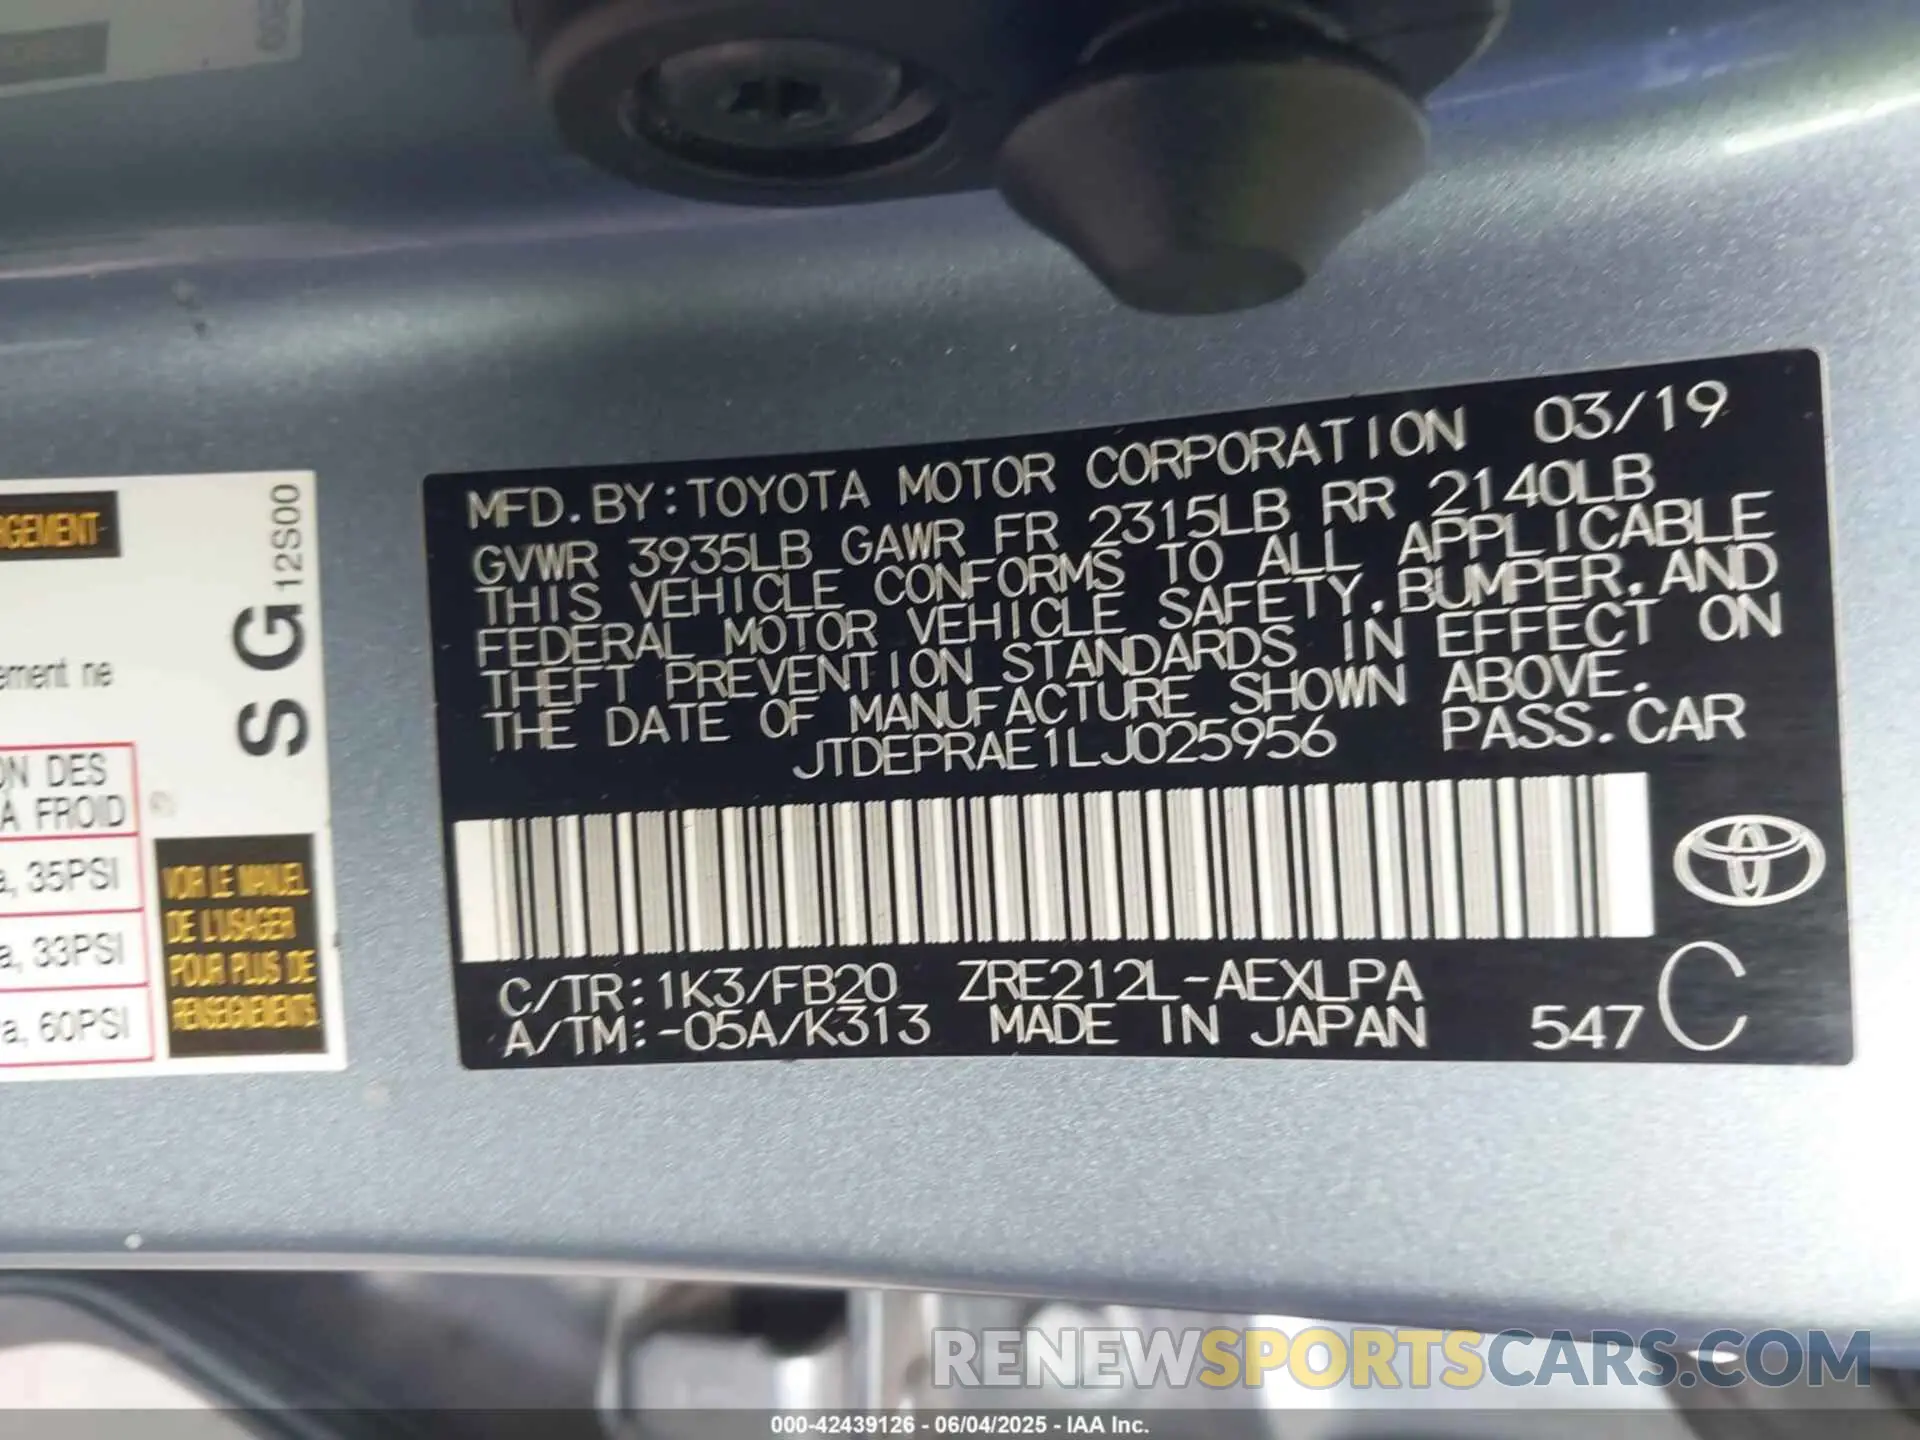 RGEMENT
12S00
S G
ement ne
ON DES
A FROID
a, 35PSI
a, 33PSI
a, 60PSI
VOIR LE MANUEL
DE L'USAGER
POUR PLUS DE
RENSEIGNEMENTS
MFD. BY: TOYOTA MOTOR CORPORATION 03/19
GVWR 3935LB GAWR FR 2315LB RR 2140LB
THIS VEHICLE CONFORMS TO ALL APPLICABLE
FEDERAL MOTOR VEHICLE SAFETY, BUMPER, AND
THEFT PREVENTION STANDARDS IN EFFECT ON
THE DATE OF MANUFACTURE SHOWN ABOVE.
JTDEPRAE1LJ025956 PASS. CAR
C/TR: 1K3/FB20 ZRE212L-AEXLPA
A/TM: -05A/K313 MADE IN JAPAN 547 C
RENEWSPORTSCARS.COM
000-42439126 - 06/04/2025 - IAA Inc.